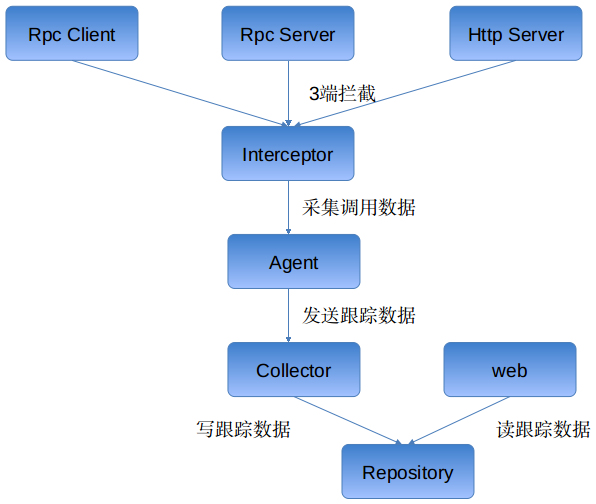 Rpc Client
Rpc Server
Http Server
3端拦截
Interceptor
采集调用数据
Agent
发送跟踪数据
Collector
web
写跟踪数据
读跟踪数据
Repository